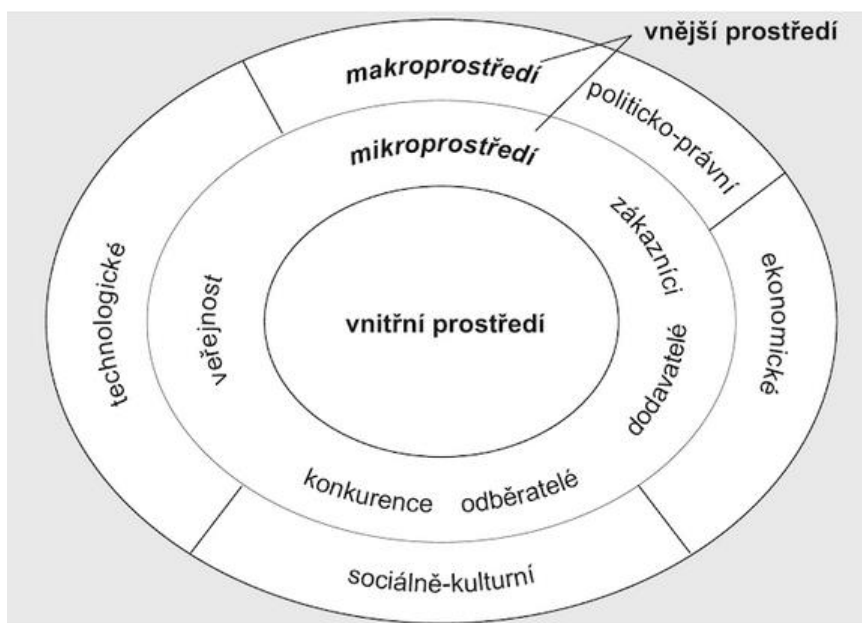 vnější prostředí
makroprostředí
politicko-právní
mikroprostředí
zákazníci
ekonomické
technologické
veřejnost
vnitřní prostředí
dodavatelé
konkurence
odběratelé
sociálně-kulturní